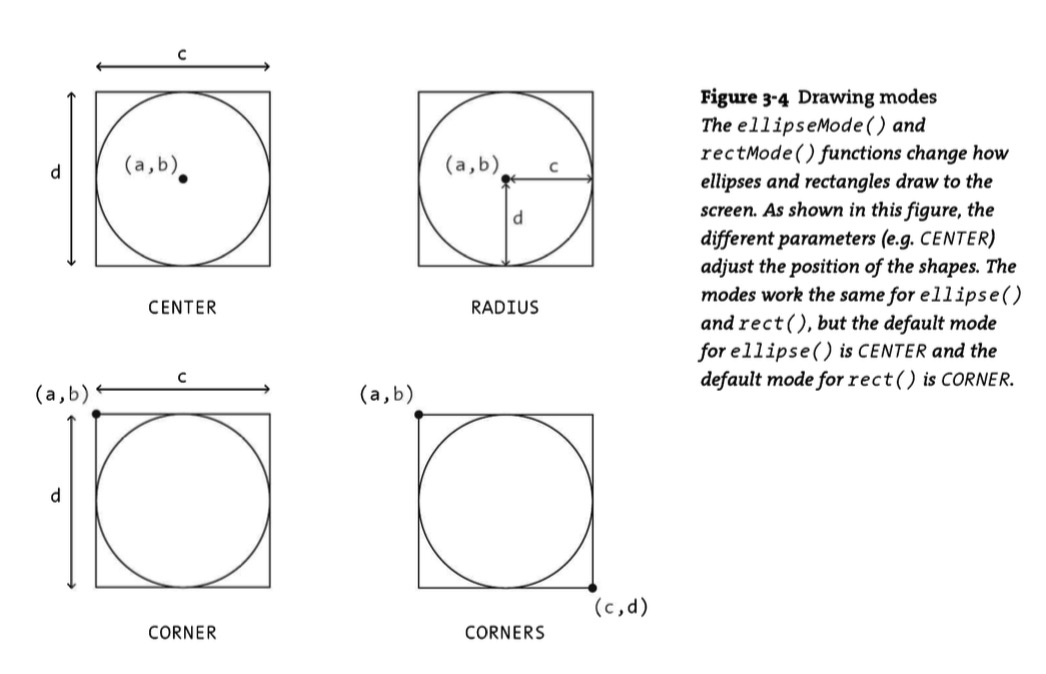 c
d
(a,b)
CENTER
(a,b)
c
d
RADIUS
(a,b)
c
d
CORNER
(a,b)
(c,d)
CORNERS
Figure 3-4 Drawing modes
The ellipseMode() and
rectMode() functions change how
ellipses and rectangles draw to the
screen. As shown in this figure, the
different parameters (e.g. CENTER)
adjust the position of the shapes. The
modes work the same for ellipse()
and rect(), but the default mode
for ellipse() is CENTER and the
default mode for rect() is CORNER.